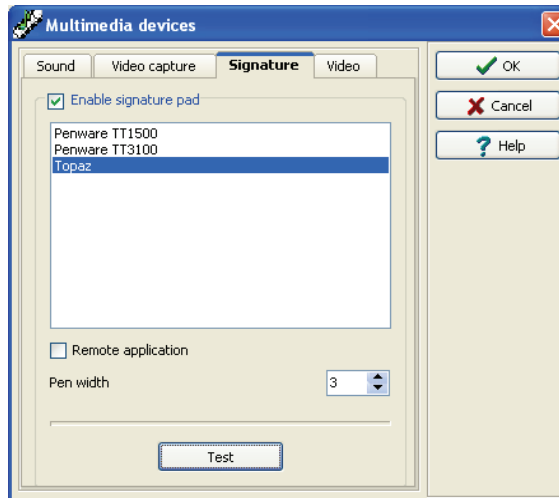 Multimedia devices
Sound Video capture Signature Video
Enable signature pad
Penware TT1500
Penware TT3100
Topaz
Remote application
Pen width 3
Test
OK
Cancel
Help